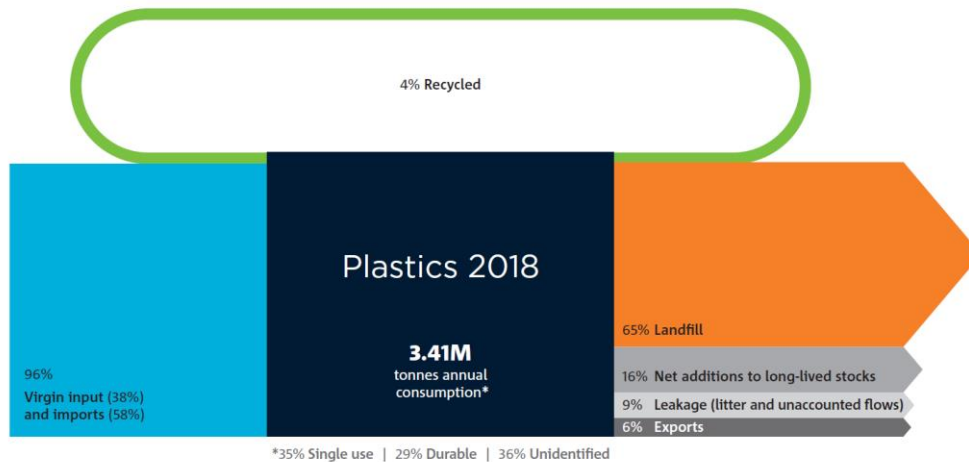 4% Recycled
Plastics 2018
3.41M
tonnes annual
consumption*
96%
Virgin input (38%)
and imports (58%)
65% Landfill
16% Net additions to long-lived stocks
9% Leakage (litter and unaccounted flows)
6% Exports
*35% Single use | 29% Durable | 36% Unidentified